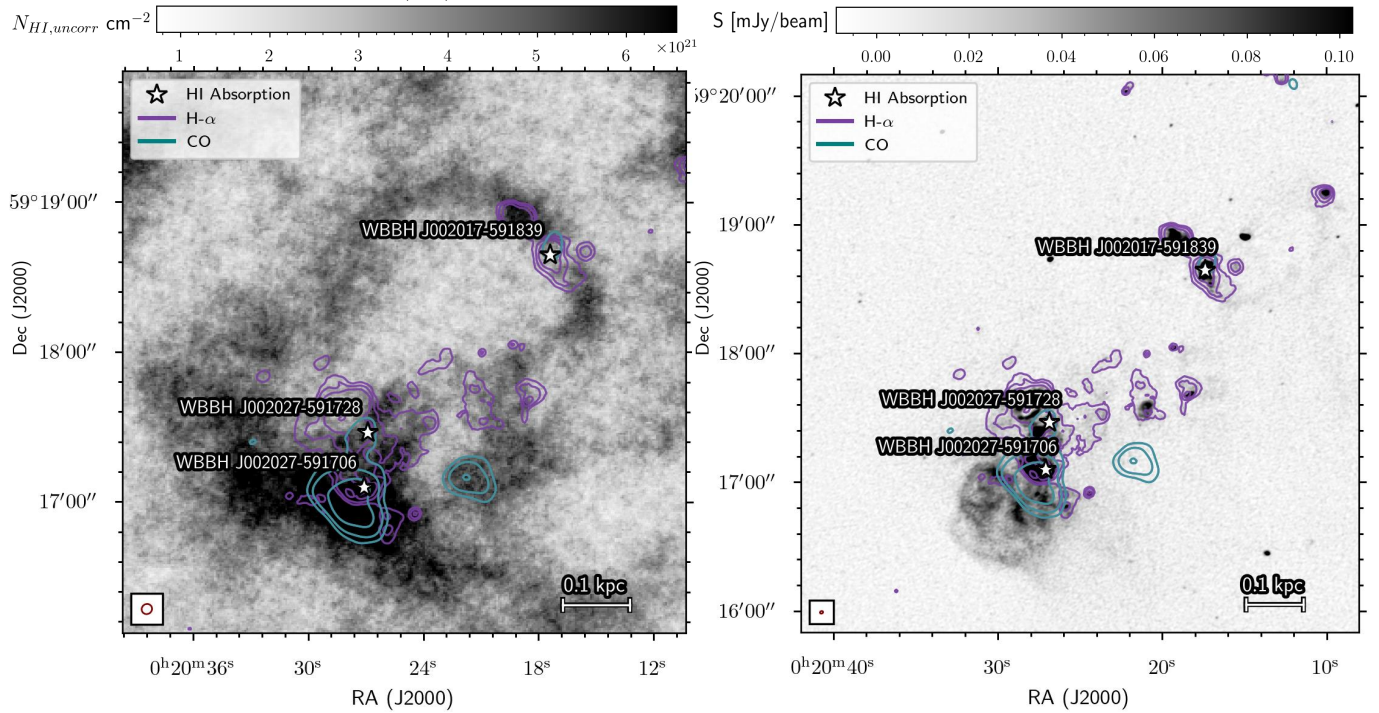 N_{HI,uncorr} cm⁻²
1 2 3 4 5 6
×10²¹
HI Absorption
H-α
CO
WBBH J002017-591839
WBBH J002027-591728
WBBH J002027-591706
0.1 kpc
59°19′00″
18′00″
17′00″
Dec (J2000)
0ʰ20ᵐ36ˢ 30ˢ 24ˢ 18ˢ 12ˢ
RA (J2000)
S [mJy/beam]
0.00 0.02 0.04 0.06 0.08 0.10
HI Absorption
H-α
CO
WBBH J002017-591839
WBBH J002027-591728
WBBH J002027-591706
0.1 kpc
59°20′00″
19′00″
18′00″
17′00″
16′00″
Dec (J2000)
0ʰ20ᵐ40ˢ 30ˢ 20ˢ 10ˢ
RA (J2000)